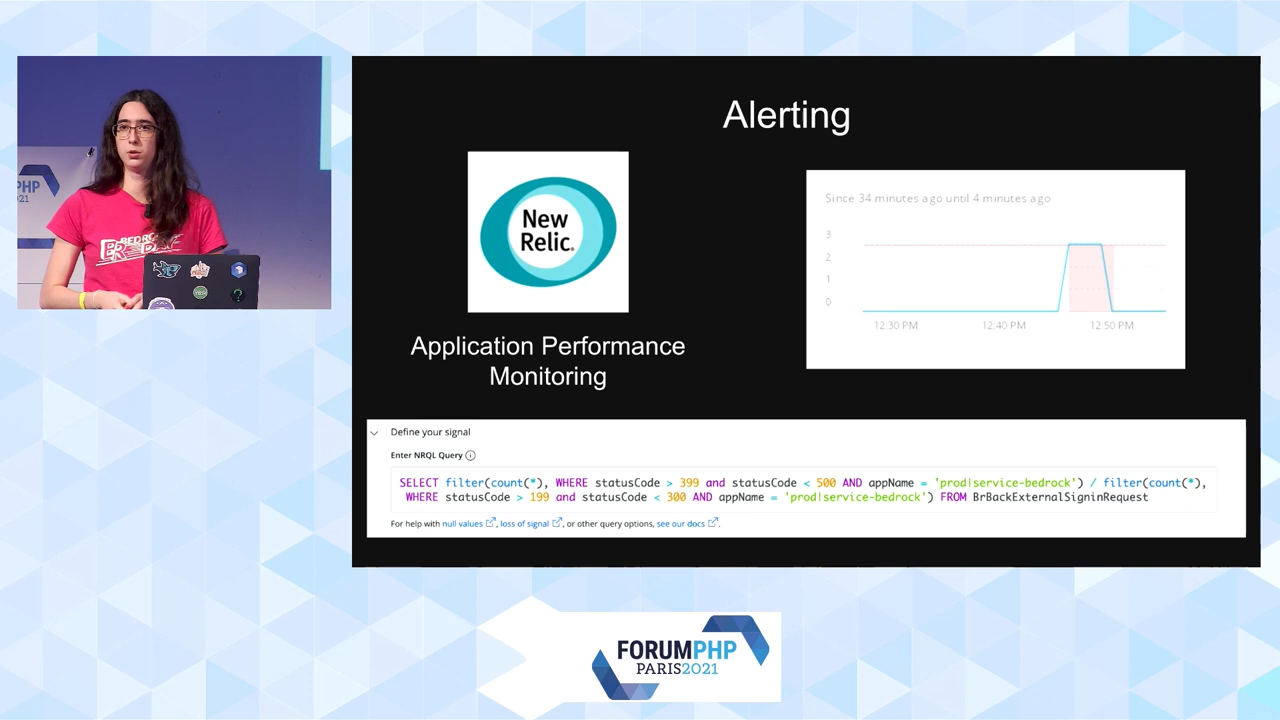 PHP
21
BEDROCK
Alerting
New
Relic.
Application Performance
Monitoring
Since 34 minutes ago until 4 minutes ago
3
2
1
0
12:30 PM
12:40 PM
12:50 PM
Define your signal
Enter NRQL Query
SELECT filter(count(*), WHERE statusCode > 399 and statusCode < 500 AND appName = 'prod|service-bedrock') / filter(count(*),
WHERE statusCode > 199 and statusCode < 300 AND appName = 'prod|service-bedrock') FROM BrBackExternalSigninRequest
For help with null values, loss of signal, or other query options, see our docs.
FORUMPHP
PARIS2021